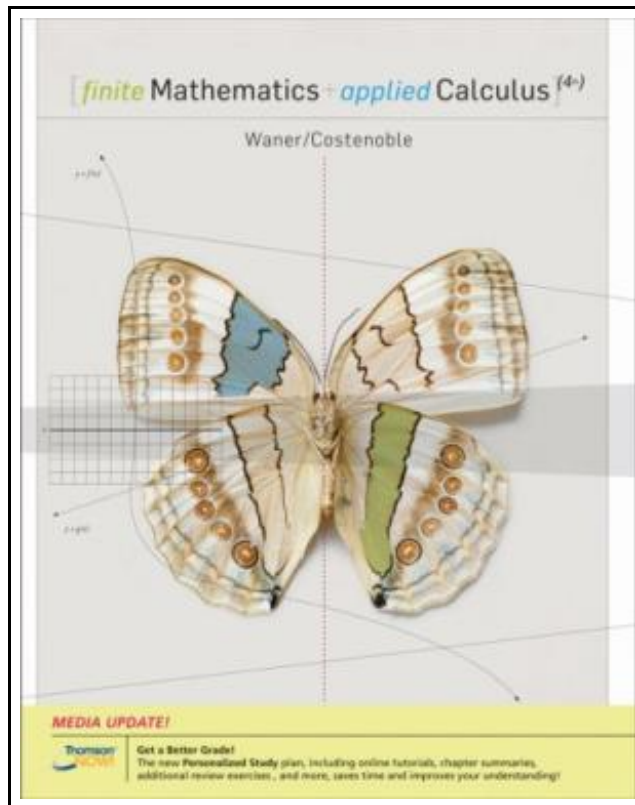 [finite Mathematics + applied Calculus] (4e)
Waner/Costenoble
MEDIA UPDATE!
Thomson
NOW!
Get a Better Grade!
The new Personalized Study plan, including online tutorials, chapter summaries,
additional review exercises, and more, saves time and improves your understanding!